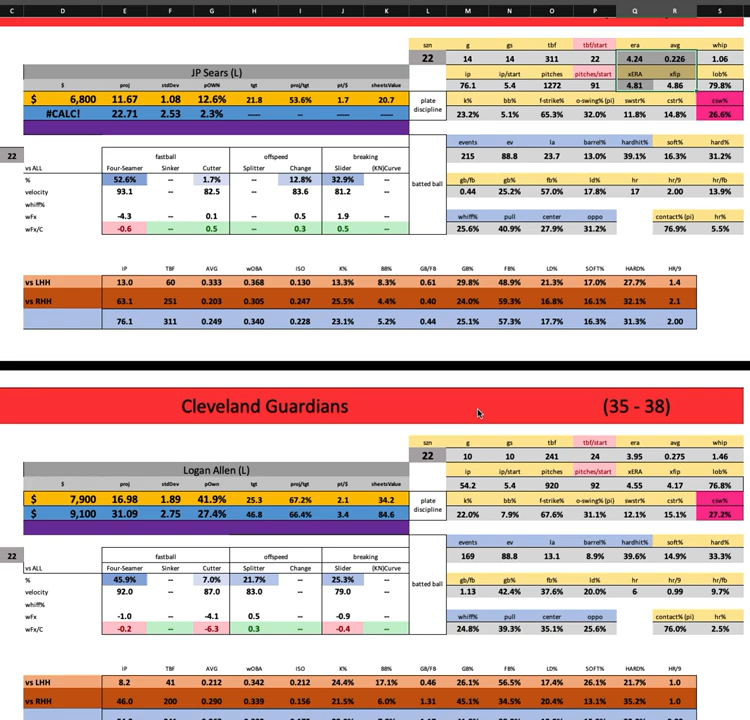 C D E F G H I J K L M N O P Q R S
szn g gs tbf tbf/start era avg whip
22 14 14 311 22 4.24 0.226 1.06
JP Sears (L) ip ip/start pitches pitches/start xERA xfip lob%
$ proj stdDev pOWN tgt proj/tgt pt/$ sheetsValue 76.1 5.4 1272 91 4.81 4.86 79.8%
$ 6,800 11.67 1.08 12.6% 21.8 53.6% 1.7 20.7 plate discipline k% bb% f-strike% o-swing% (pi) swstr% cstr% csw%
#CALC! 22.71 2.53 2.3% ---- ---- -- ---- 23.2% 5.1% 65.3% 32.0% 11.8% 14.8% 26.6%
events ev la barrel% hardhit% soft% hard%
22 fastball offspeed breaking batted ball 215 88.8 23.7 13.0% 39.1% 16.3% 31.2%
vs ALL Four-Seamer Sinker Cutter Splitter Change Slider (KN)Curve
% 52.6% -- 1.7% -- 12.8% 32.9% -- gb/fb gb% fb% ld% hr hr/9 hr/fb
velocity 93.1 82.5 83.6 81.2 0.44 25.2% 57.0% 17.8% 17 2.00 13.9%
whiff%
wFx -4.3 0.1 0.5 1.9 whiff% pull center oppo contact% (pi) hr%
wFx/C -0.6 -- 0.5 -- 0.3 0.5 -- 25.6% 40.9% 27.9% 31.2% 76.9% 5.5%
IP TBF AVG wOBA ISO K% BB% GB/FB GB% FB% LD% SOFT% HARD% HR/9
vs LHH 13.0 60 0.333 0.368 0.130 13.3% 8.3% 0.61 29.8% 48.9% 21.3% 17.0% 27.7% 1.4
vs RHH 63.1 251 0.203 0.305 0.247 25.5% 4.4% 0.40 24.0% 59.3% 16.8% 16.1% 32.1% 2.1
76.1 311 0.249 0.340 0.228 23.1% 5.2% 0.44 25.1% 57.3% 17.7% 16.3% 31.3% 2.00
Cleveland Guardians (35 - 38)
szn g gs tbf tbf/start era avg whip
22 10 10 241 24 3.95 0.275 1.46
Logan Allen (L) ip ip/start pitches pitches/start xERA xfip lob%
$ proj stdDev pOwn tgt proj/tgt pt/$ sheetsValue 54.2 5.4 920 92 4.55 4.17 76.8%
$ 7,900 16.98 1.89 41.9% 25.3 67.2% 2.1 34.2 plate discipline k% bb% f-strike% o-swing% (pi) swstr% cstr% csw%
$ 9,100 31.09 2.75 27.4% 46.8 66.4% 3.4 84.6 22.0% 7.9% 67.6% 31.1% 12.1% 15.1% 27.2%
events ev la barrel% hardhit% soft% hard%
22 fastball offspeed breaking batted ball 169 88.8 13.1 8.9% 39.6% 14.9% 33.3%
vs ALL Four-Seamer Sinker Cutter Splitter Change Slider (KN)Curve
% 45.9% -- 7.0% 21.7% -- 25.3% -- gb/fb gb% fb% ld% hr hr/9 hr/fb
velocity 92.0 87.0 83.0 79.0 1.13 42.4% 37.6% 20.0% 6 0.99 9.7%
whiff%
wFx -1.0 -4.1 0.5 -0.9 whiff% pull center oppo contact% (pi) hr%
wFx/C -0.2 -- -6.3 0.3 -- -0.4 -- 24.8% 39.3% 35.1% 25.6% 76.0% 2.5%
IP TBF AVG wOBA ISO K% BB% GB/FB GB% FB% LD% SOFT% HARD% HR/9
vs LHH 8.2 41 0.212 0.342 0.212 24.4% 17.1% 0.46 26.1% 56.5% 17.4% 26.1% 21.7% 1.0
vs RHH 46.0 200 0.290 0.339 0.156 21.5% 6.0% 1.31 45.1% 34.5% 20.4% 13.1% 35.2% 1.0